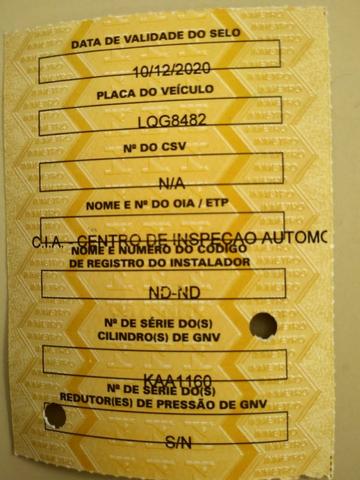 DATA DE VALIDADE DO SELO
10/12/2020
PLACA DO VEÍCULO
LQG8482
Nº DO CSV
N/A
NOME E Nº DO OIA / ETP
C.I.A. - CENTRO DE INSPEÇAO AUTOMO
NOME E NÚMERO DO CÓDIGO
DE REGISTRO DO INSTALADOR
ND-ND
Nº DE SÉRIE DO(S)
CILINDRO(S) DE GNV
KAA1160
Nº DE SÉRIE DO(S)
REDUTOR(ES) DE PRESSÃO DE GNV
S/N